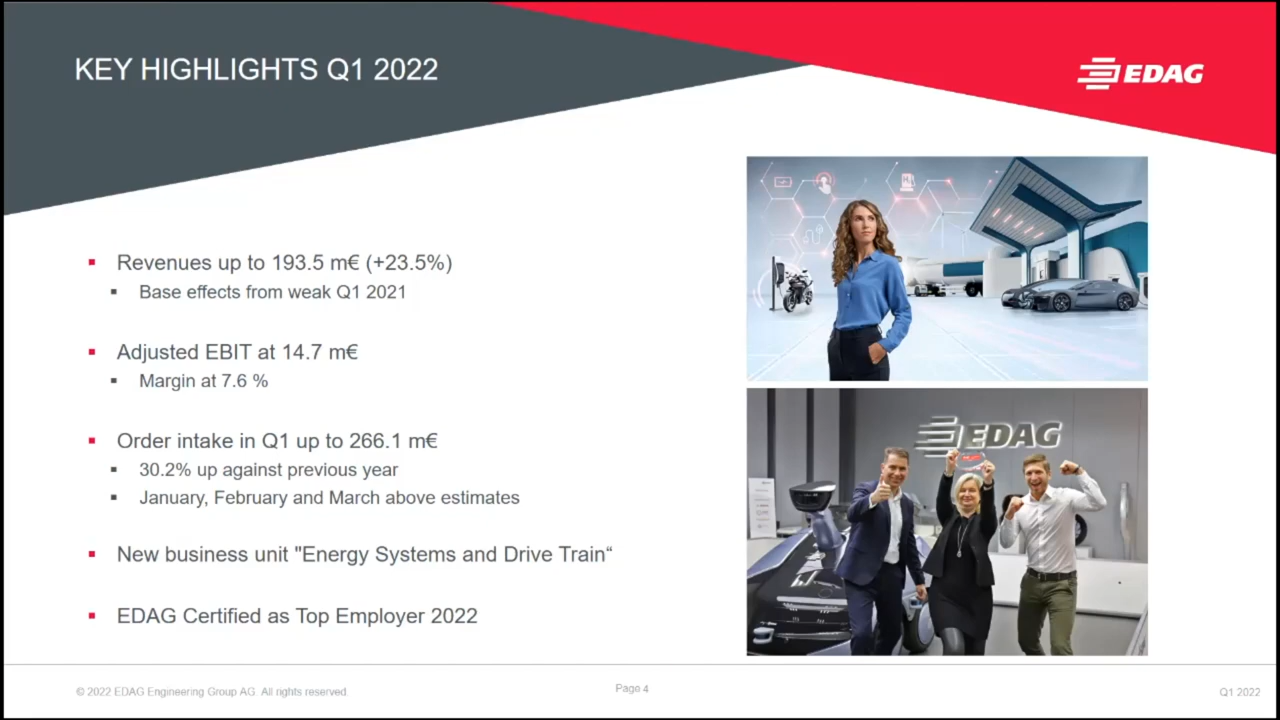 KEY HIGHLIGHTS Q1 2022
EDAG
Revenues up to 193.5 m€ (+23.5%)
Base effects from weak Q1 2021
Adjusted EBIT at 14.7 m€
Margin at 7.6 %
Order intake in Q1 up to 266.1 m€
30.2% up against previous year
January, February and March above estimates
New business unit "Energy Systems and Drive Train“
EDAG Certified as Top Employer 2022
EDAG
© 2022 EDAG Engineering Group AG. All rights reserved.
Page 4
Q1 2022